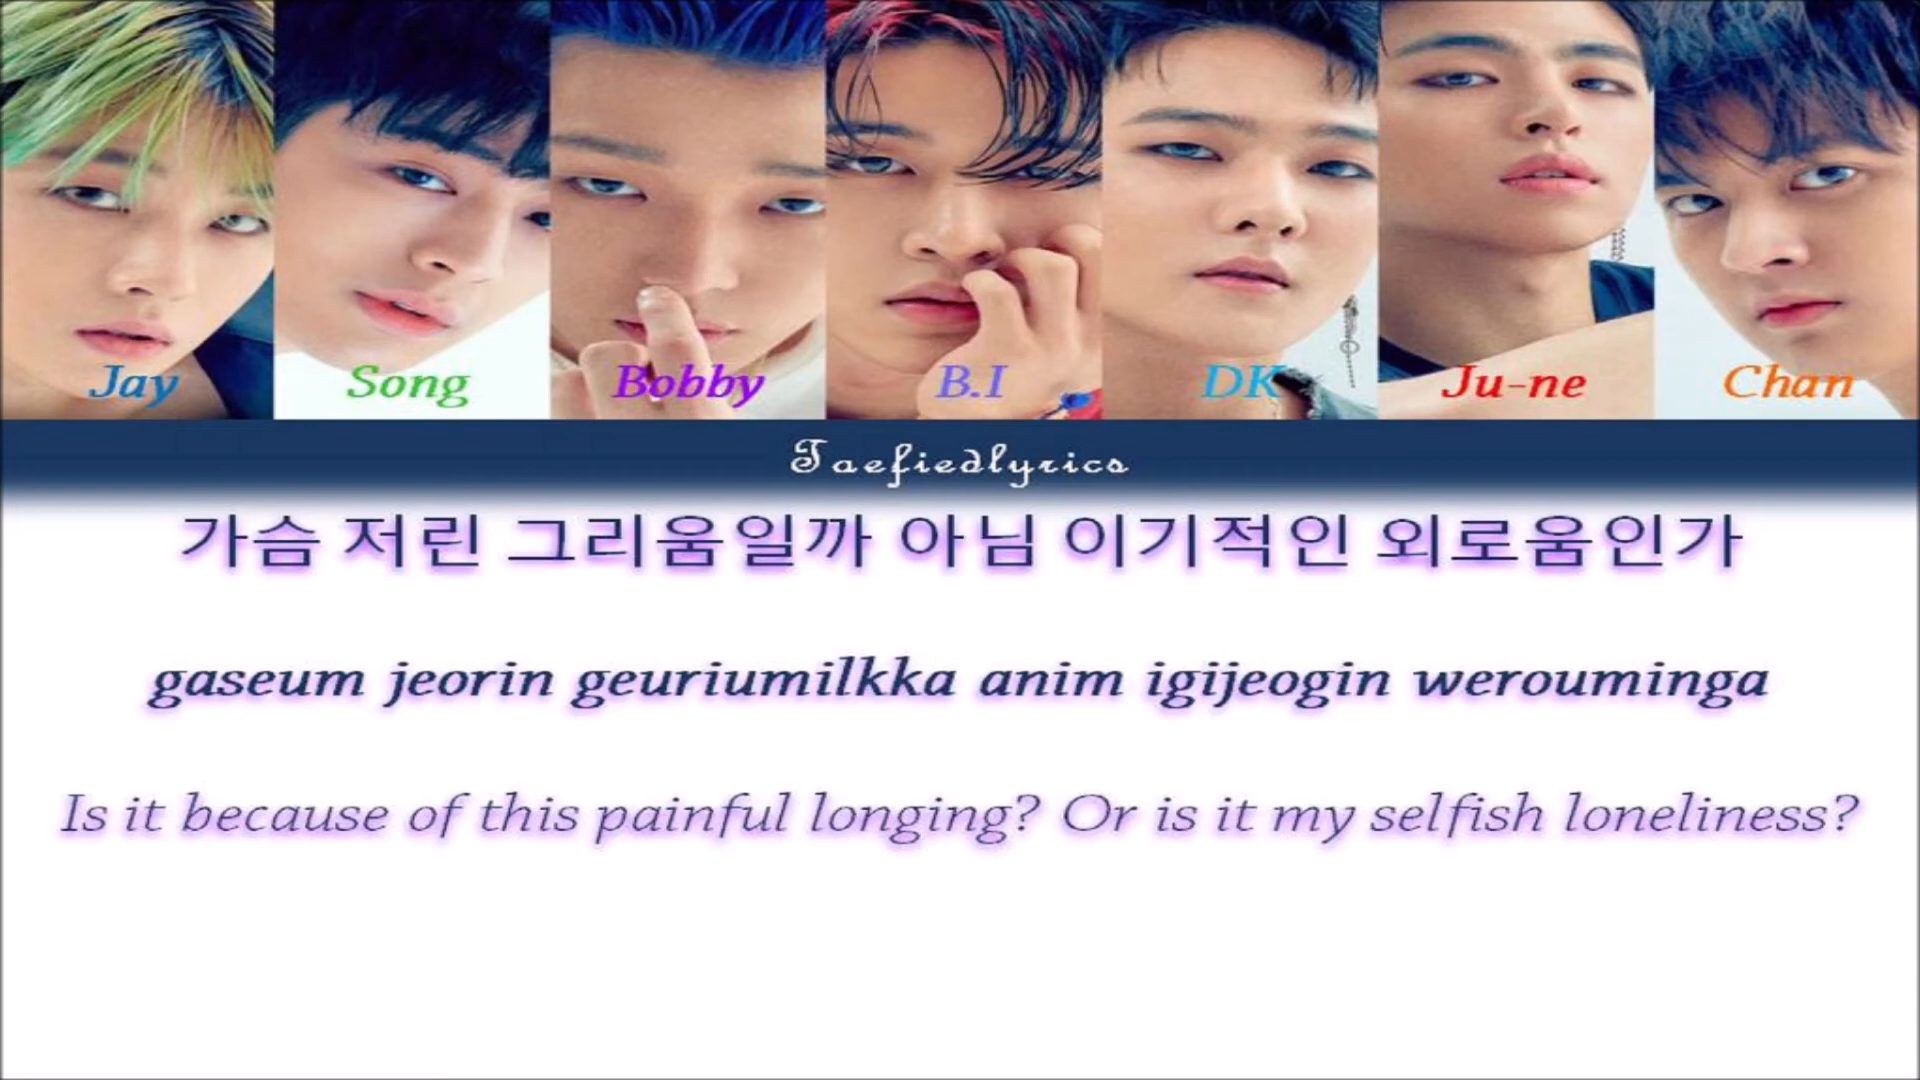 Jay Song Bobby B.I DK Ju-ne Chan
Taefiedlyrics
가슴 저린 그리움일까 아님 이기적인 외로움인가
gaseum jeorin geuriumilkka anim igijeogin werouminga
Is it because of this painful longing? Or is it my selfish loneliness?